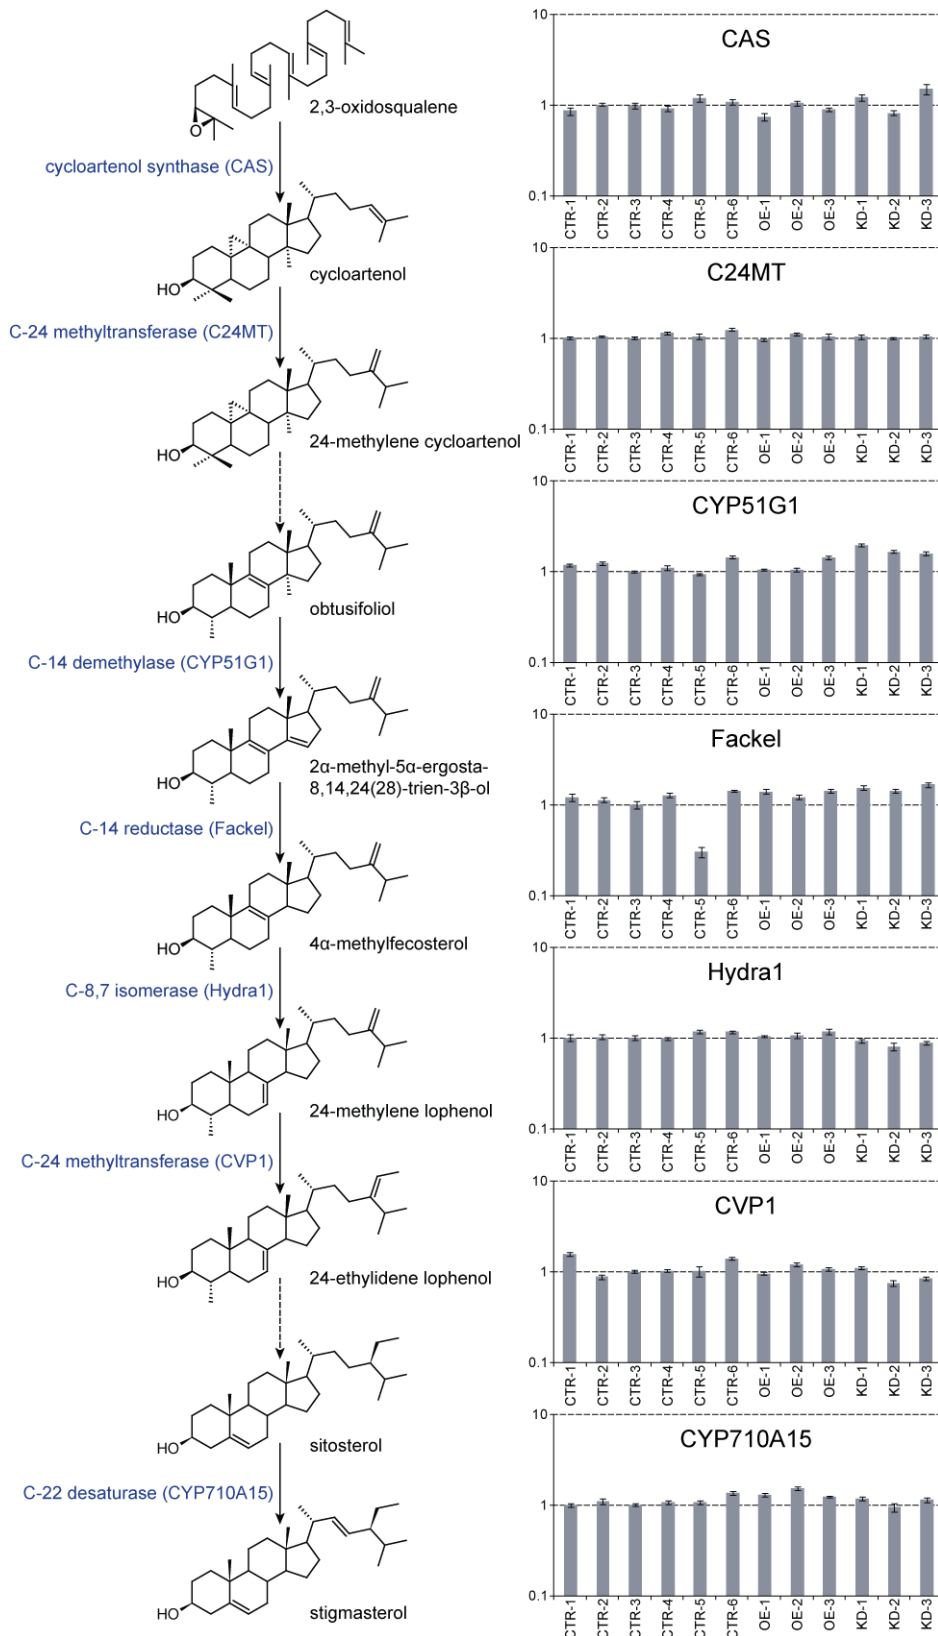 2,3-oxidosqualene
O
cycloartenol synthase (CAS)
HO
cycloartenol
C-24 methyltransferase (C24MT)
HO
24-methylene cycloartenol
HO
obtusifoliol
C-14 demethylase (CYP51G1)
HO
2α-methyl-5α-ergosta-
8,14,24(28)-trien-3β-ol
C-14 reductase (Fackel)
HO
4α-methylfecosterol
C-8,7 isomerase (Hydra1)
HO
24-methylene lophenol
C-24 methyltransferase (CVP1)
HO
24-ethylidene lophenol
HO
sitosterol
C-22 desaturase (CYP710A15)
HO
stigmasterol
CAS
10
1
0.1
CTR-1 CTR-2 CTR-3 CTR-4 CTR-5 CTR-6 OE-1 OE-2 OE-3 KD-1 KD-2 KD-3
C24MT
10
1
0.1
CTR-1 CTR-2 CTR-3 CTR-4 CTR-5 CTR-6 OE-1 OE-2 OE-3 KD-1 KD-2 KD-3
CYP51G1
10
1
0.1
CTR-1 CTR-2 CTR-3 CTR-4 CTR-5 CTR-6 OE-1 OE-2 OE-3 KD-1 KD-2 KD-3
Fackel
10
1
0.1
CTR-1 CTR-2 CTR-3 CTR-4 CTR-5 CTR-6 OE-1 OE-2 OE-3 KD-1 KD-2 KD-3
Hydra1
10
1
0.1
CTR-1 CTR-2 CTR-3 CTR-4 CTR-5 CTR-6 OE-1 OE-2 OE-3 KD-1 KD-2 KD-3
CVP1
10
1
0.1
CTR-1 CTR-2 CTR-3 CTR-4 CTR-5 CTR-6 OE-1 OE-2 OE-3 KD-1 KD-2 KD-3
CYP710A15
10
1
0.1
CTR-1 CTR-2 CTR-3 CTR-4 CTR-5 CTR-6 OE-1 OE-2 OE-3 KD-1 KD-2 KD-3